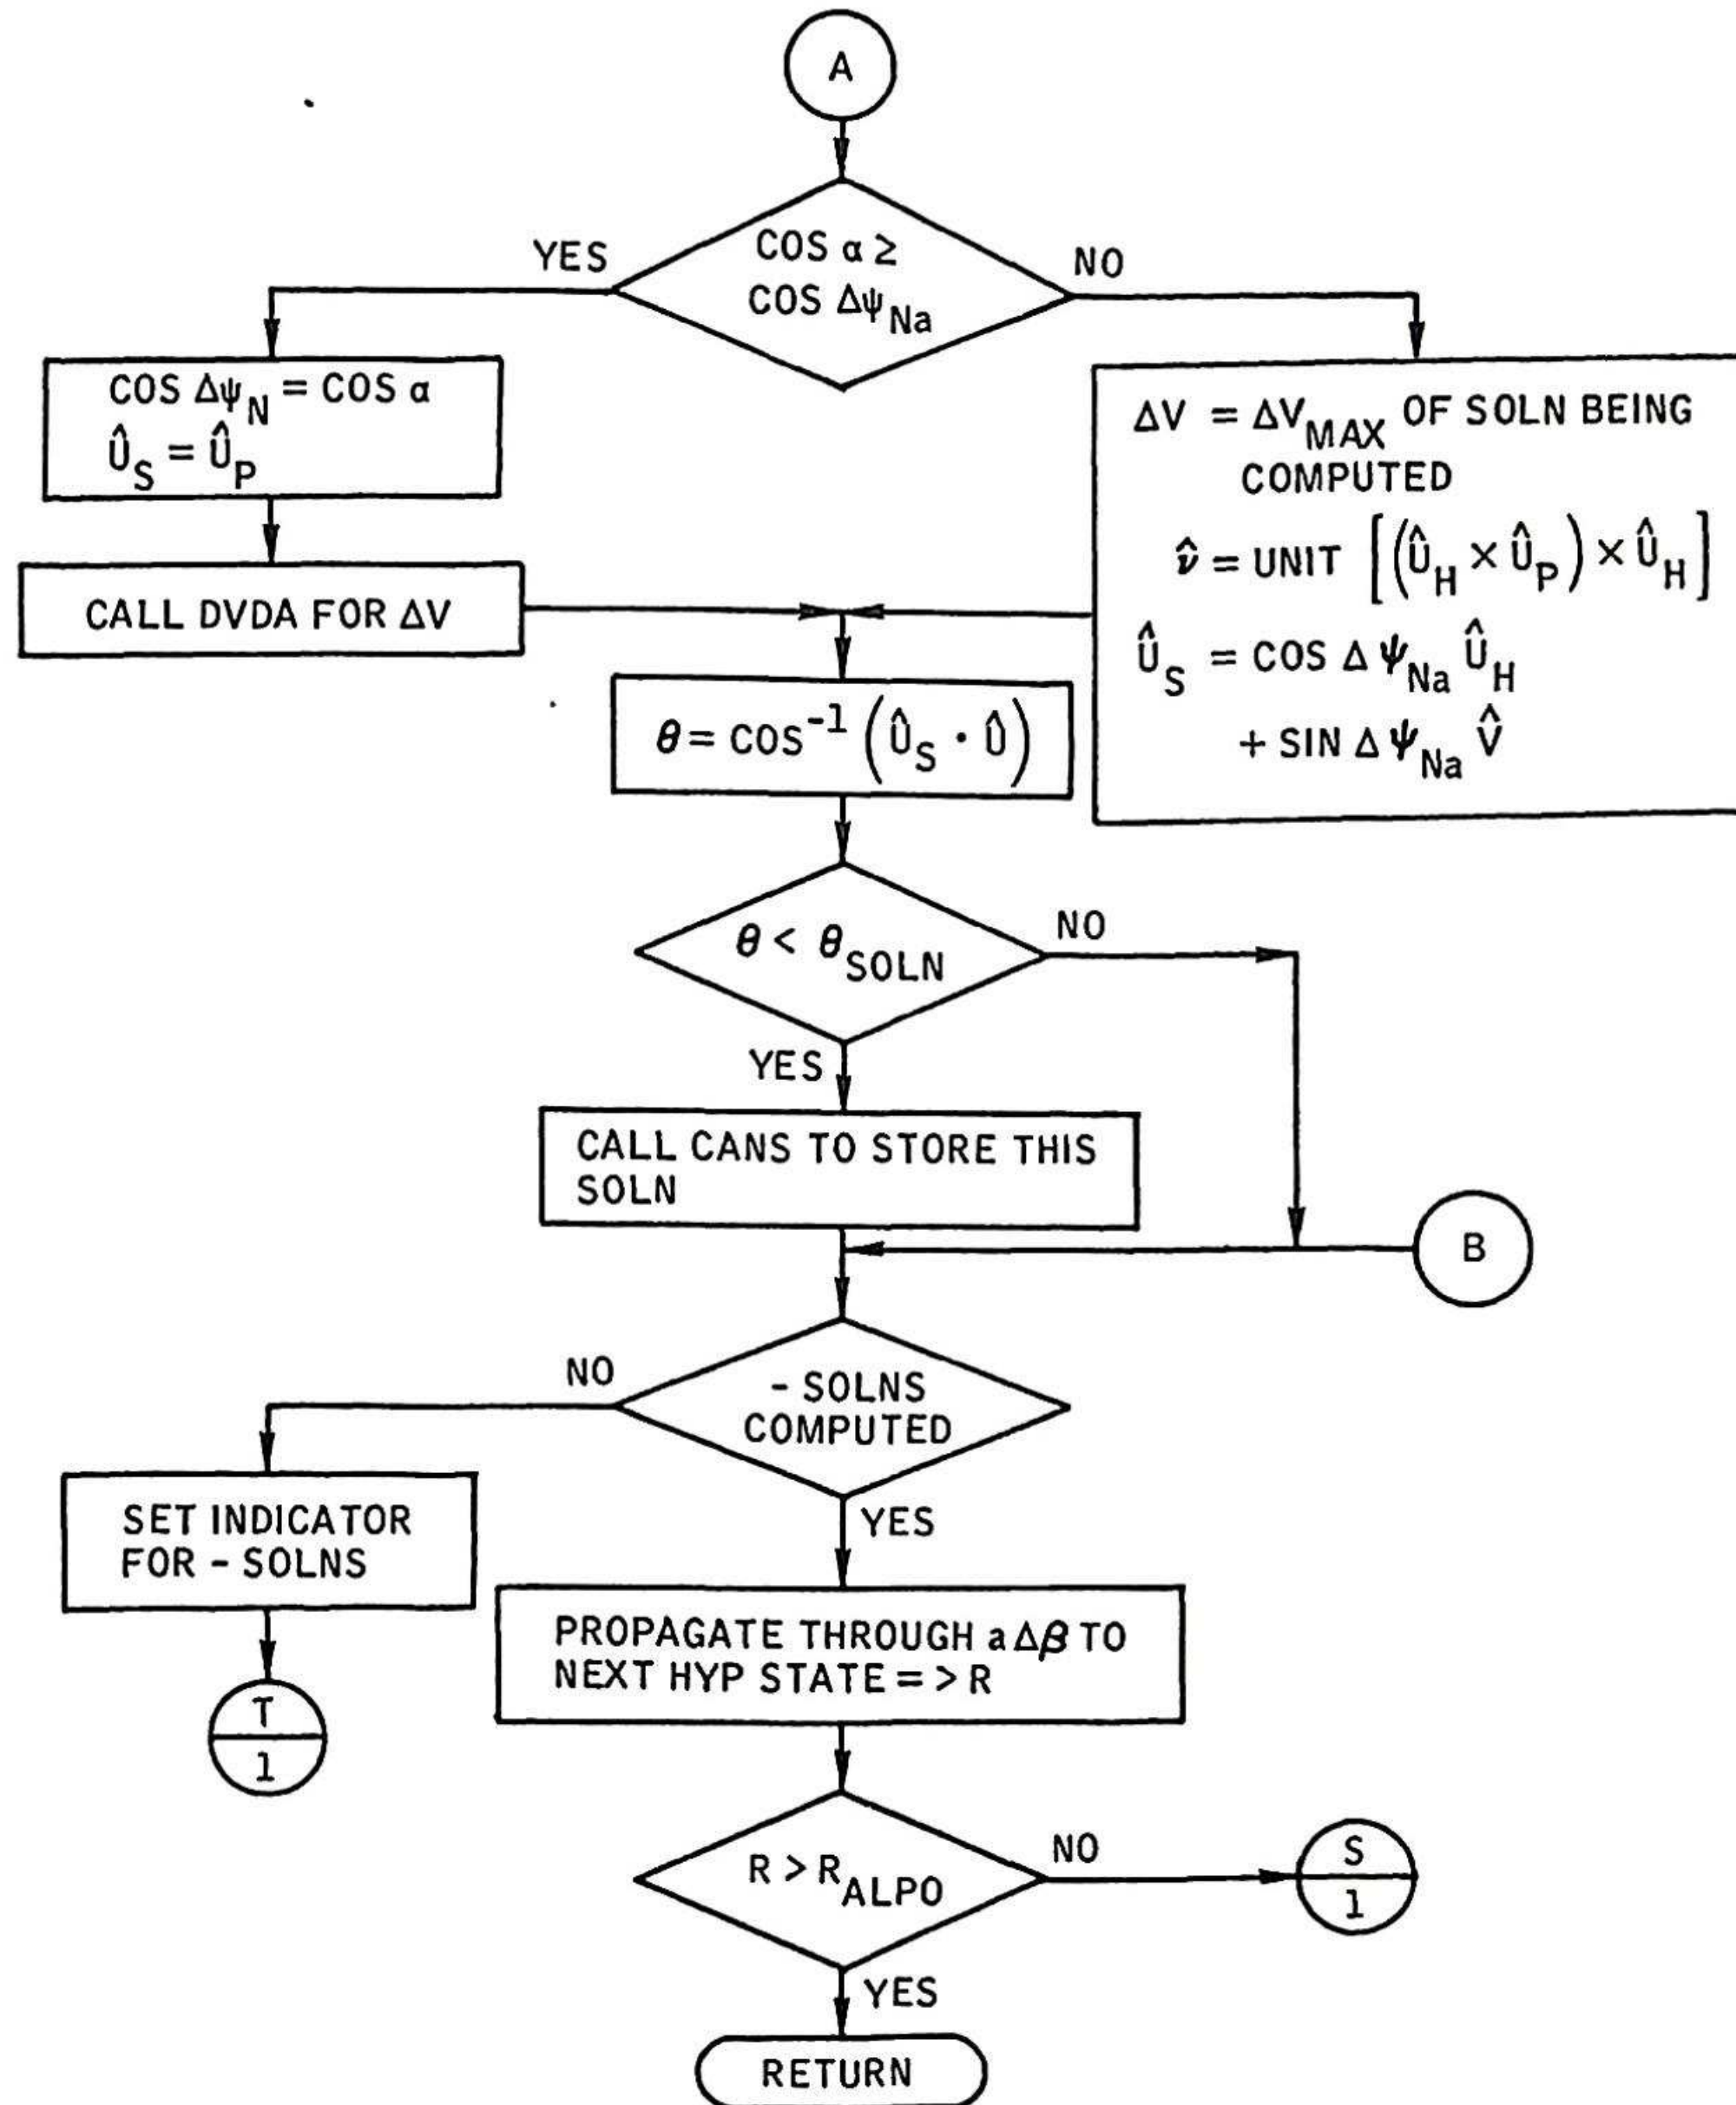 A
YES
COS α ≥
COS Δψ_Na
NO
COS Δψ_N = COS α
Û_S = Û_P
CALL DVDA FOR ΔV
ΔV = ΔV_MAX OF SOLN BEING
COMPUTED
ν̂ = UNIT [(Û_H × Û_P) × Û_H]
Û_S = COS Δ ψ_Na Û_H
+ SIN Δ ψ_Na V̂
θ = COS⁻¹ (Û_S · Û)
θ < θ_SOLN
NO
YES
CALL CANS TO STORE THIS
SOLN
B
NO
- SOLNS
COMPUTED
SET INDICATOR
FOR - SOLNS
T
1
YES
PROPAGATE THROUGH a Δβ TO
NEXT HYP STATE = > R
R > R_ALPO
NO
S
1
YES
RETURN